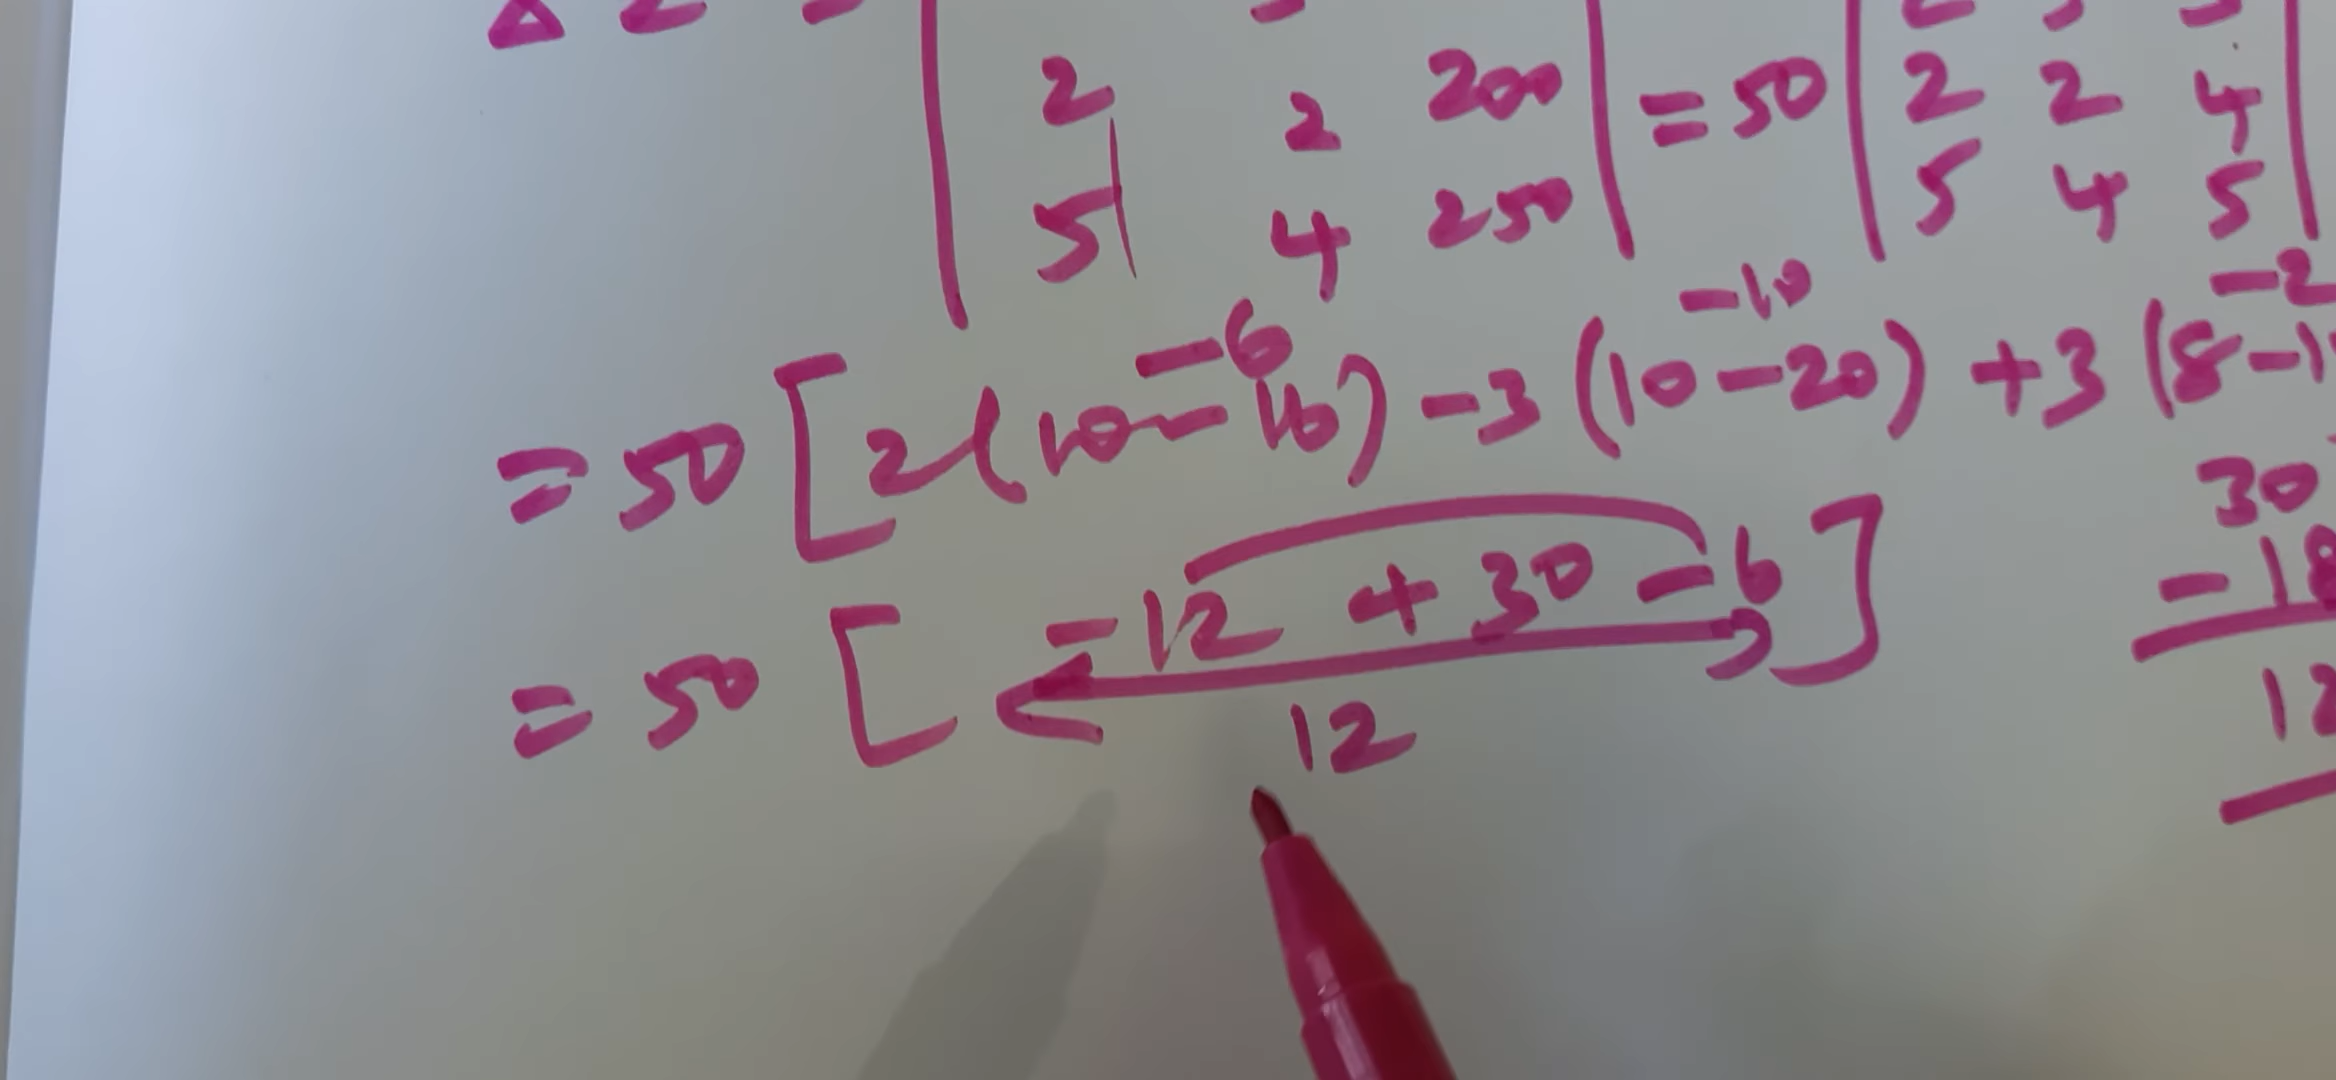 Δ z =
2 2 200 = 50 2 2 4
5 4 250 5 4 5
-6 -10 -2
= 50 [ 2 ( 10 - 16 ) - 3 ( 10 - 20 ) + 3 ( 8 - 1
30
= 50 [ - 12 + 30 - 6 ] - 18
12 12